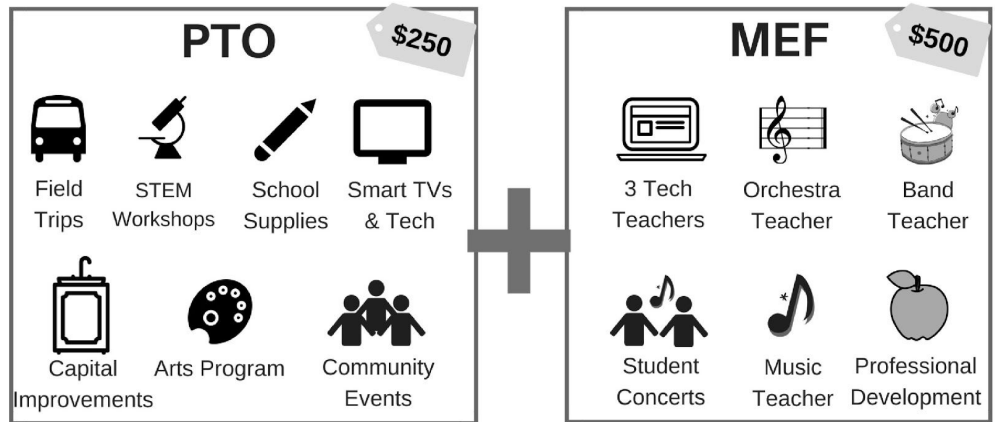 PTO
$250
Field
Trips
STEM
Workshops
School
Supplies
Smart TVs
& Tech
Capital
Improvements
Arts Program
Community
Events
MEF
$500
3 Tech
Teachers
Orchestra
Teacher
Band
Teacher
Student
Concerts
Music
Teacher
Professional
Development